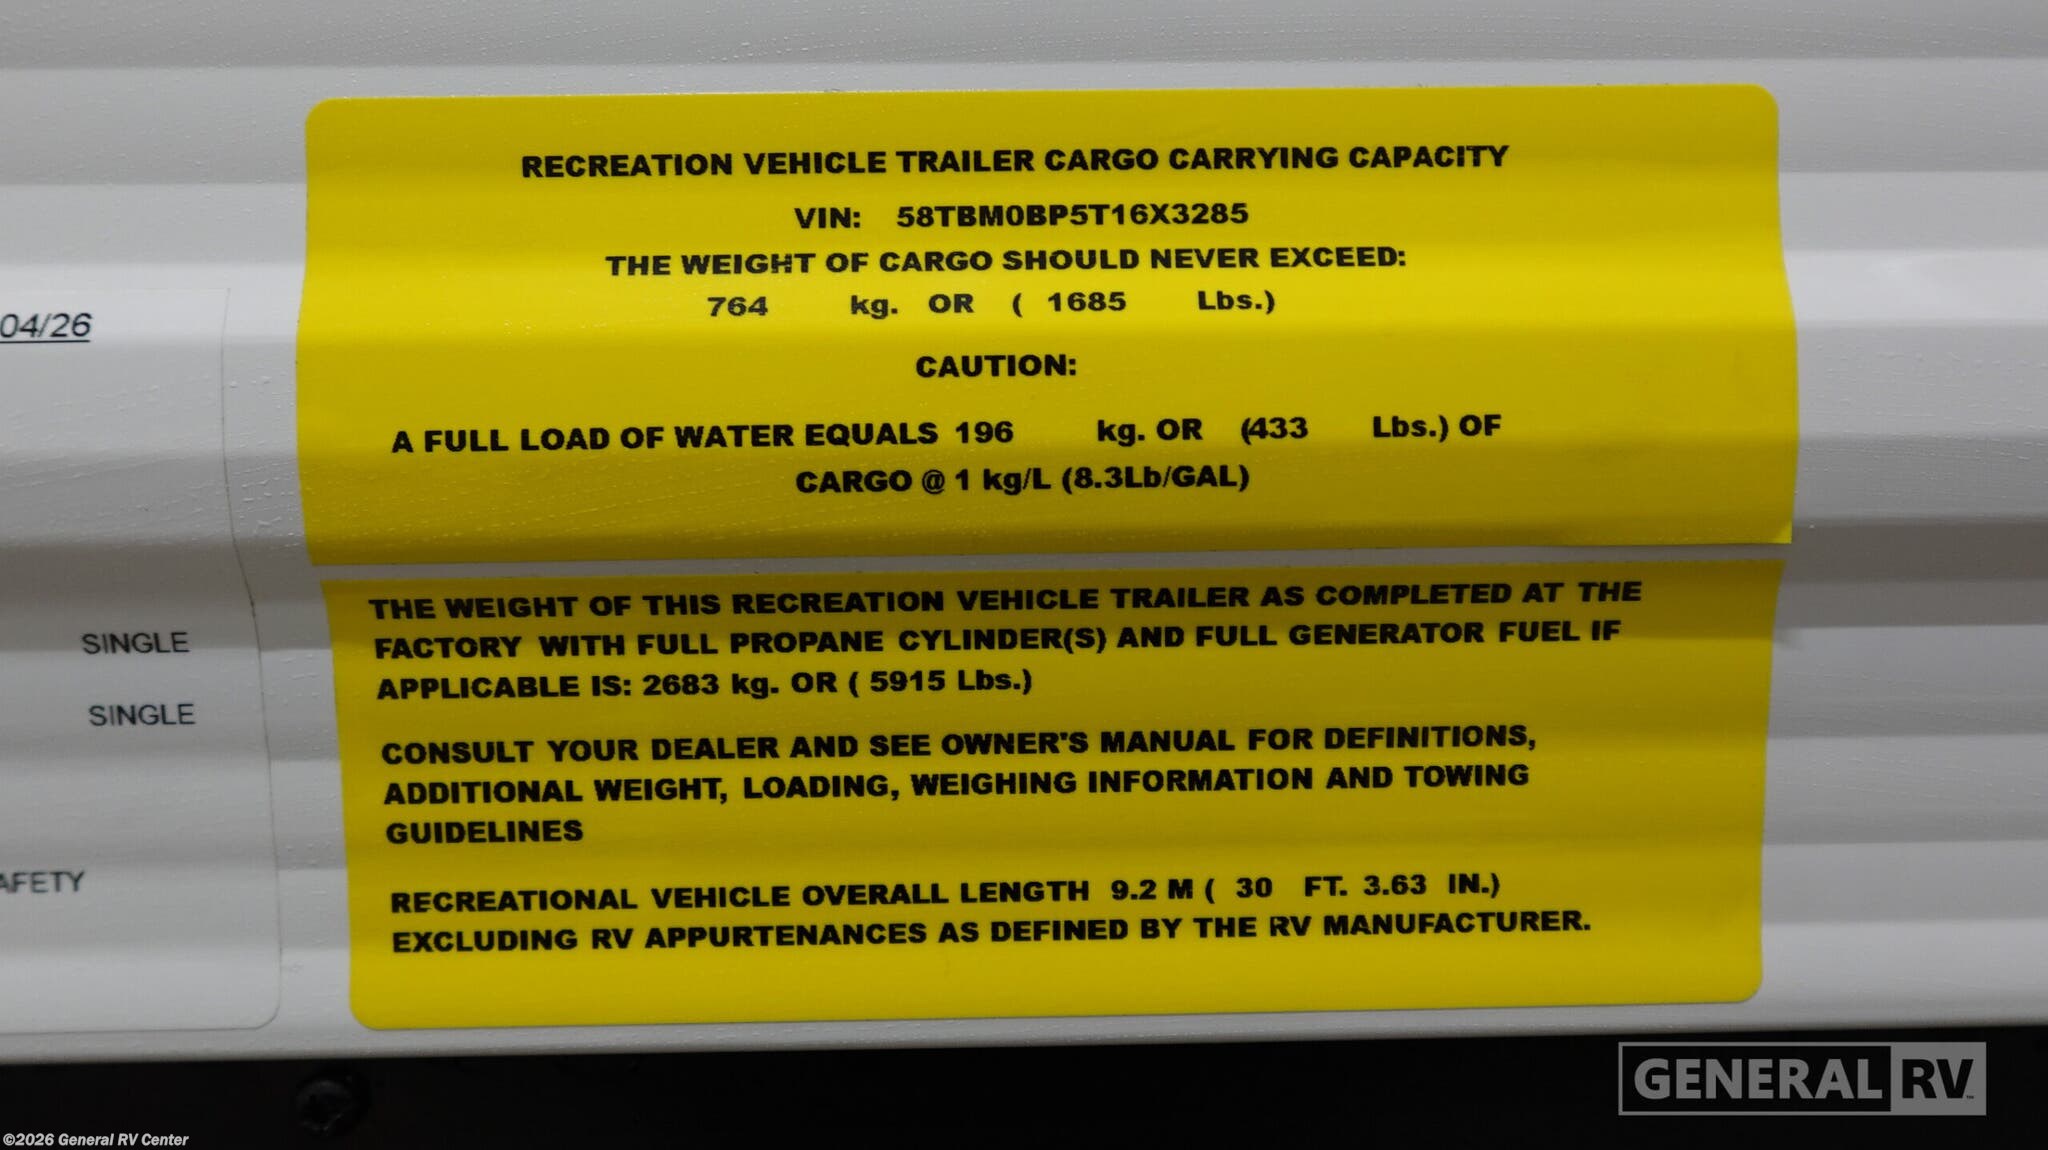 RECREATION VEHICLE TRAILER CARGO CARRYING CAPACITY
VIN: 58TBM0BP5T16X3285
THE WEIGHT OF CARGO SHOULD NEVER EXCEED:
764 kg. OR ( 1685 Lbs.)
CAUTION:
A FULL LOAD OF WATER EQUALS 196 kg. OR (433 Lbs.) OF
CARGO @ 1 kg/L (8.3Lb/GAL)
THE WEIGHT OF THIS RECREATION VEHICLE TRAILER AS COMPLETED AT THE
FACTORY WITH FULL PROPANE CYLINDER(S) AND FULL GENERATOR FUEL IF
APPLICABLE IS: 2683 kg. OR ( 5915 Lbs.)
CONSULT YOUR DEALER AND SEE OWNER'S MANUAL FOR DEFINITIONS,
ADDITIONAL WEIGHT, LOADING, WEIGHING INFORMATION AND TOWING
GUIDELINES
RECREATIONAL VEHICLE OVERALL LENGTH 9.2 M ( 30 FT. 3.63 IN.)
EXCLUDING RV APPURTENANCES AS DEFINED BY THE RV MANUFACTURER.
04/26
SINGLE
SINGLE
AFETY
GENERAL RV
©2026 General RV Center